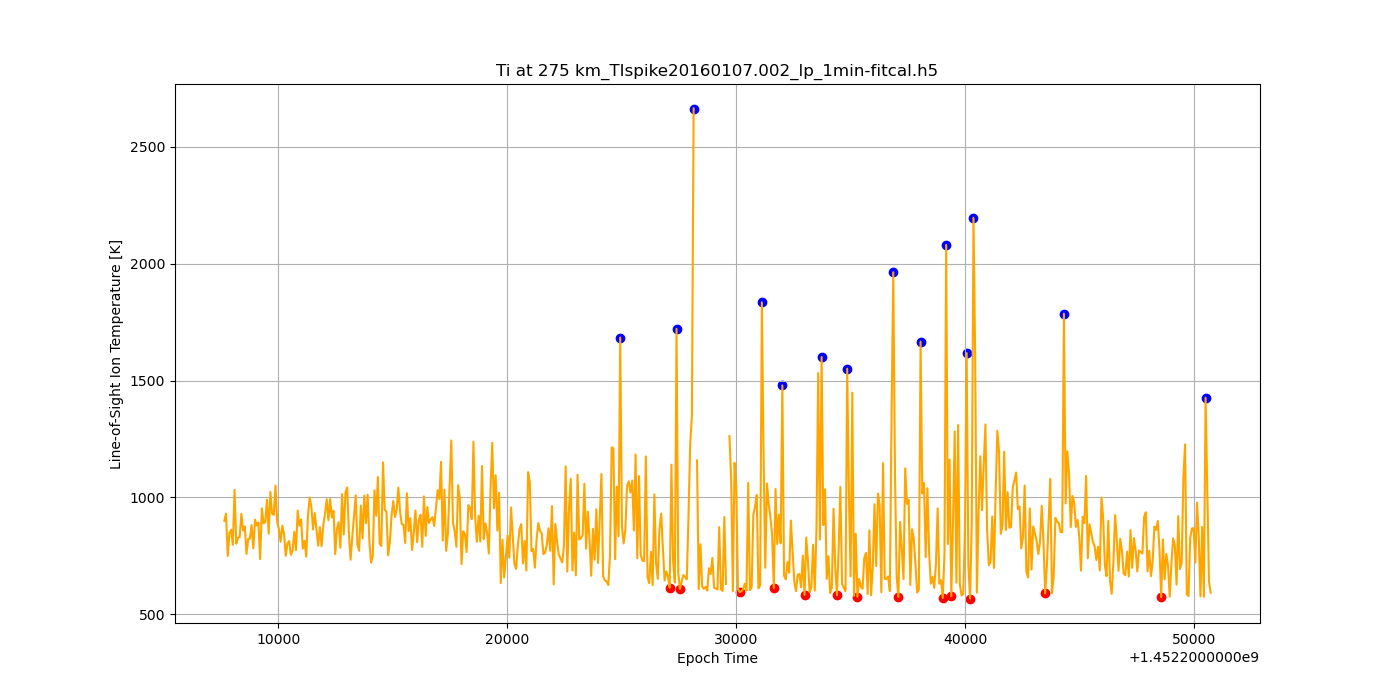 Ti at 275 km_TIspike20160107.002_lp_1min-fitcal.h5
Line-of-Sight Ion Temperature [K]
2500
2000
1500
1000
500
10000 20000 30000 40000 50000
Epoch Time
+1.4522000000e9